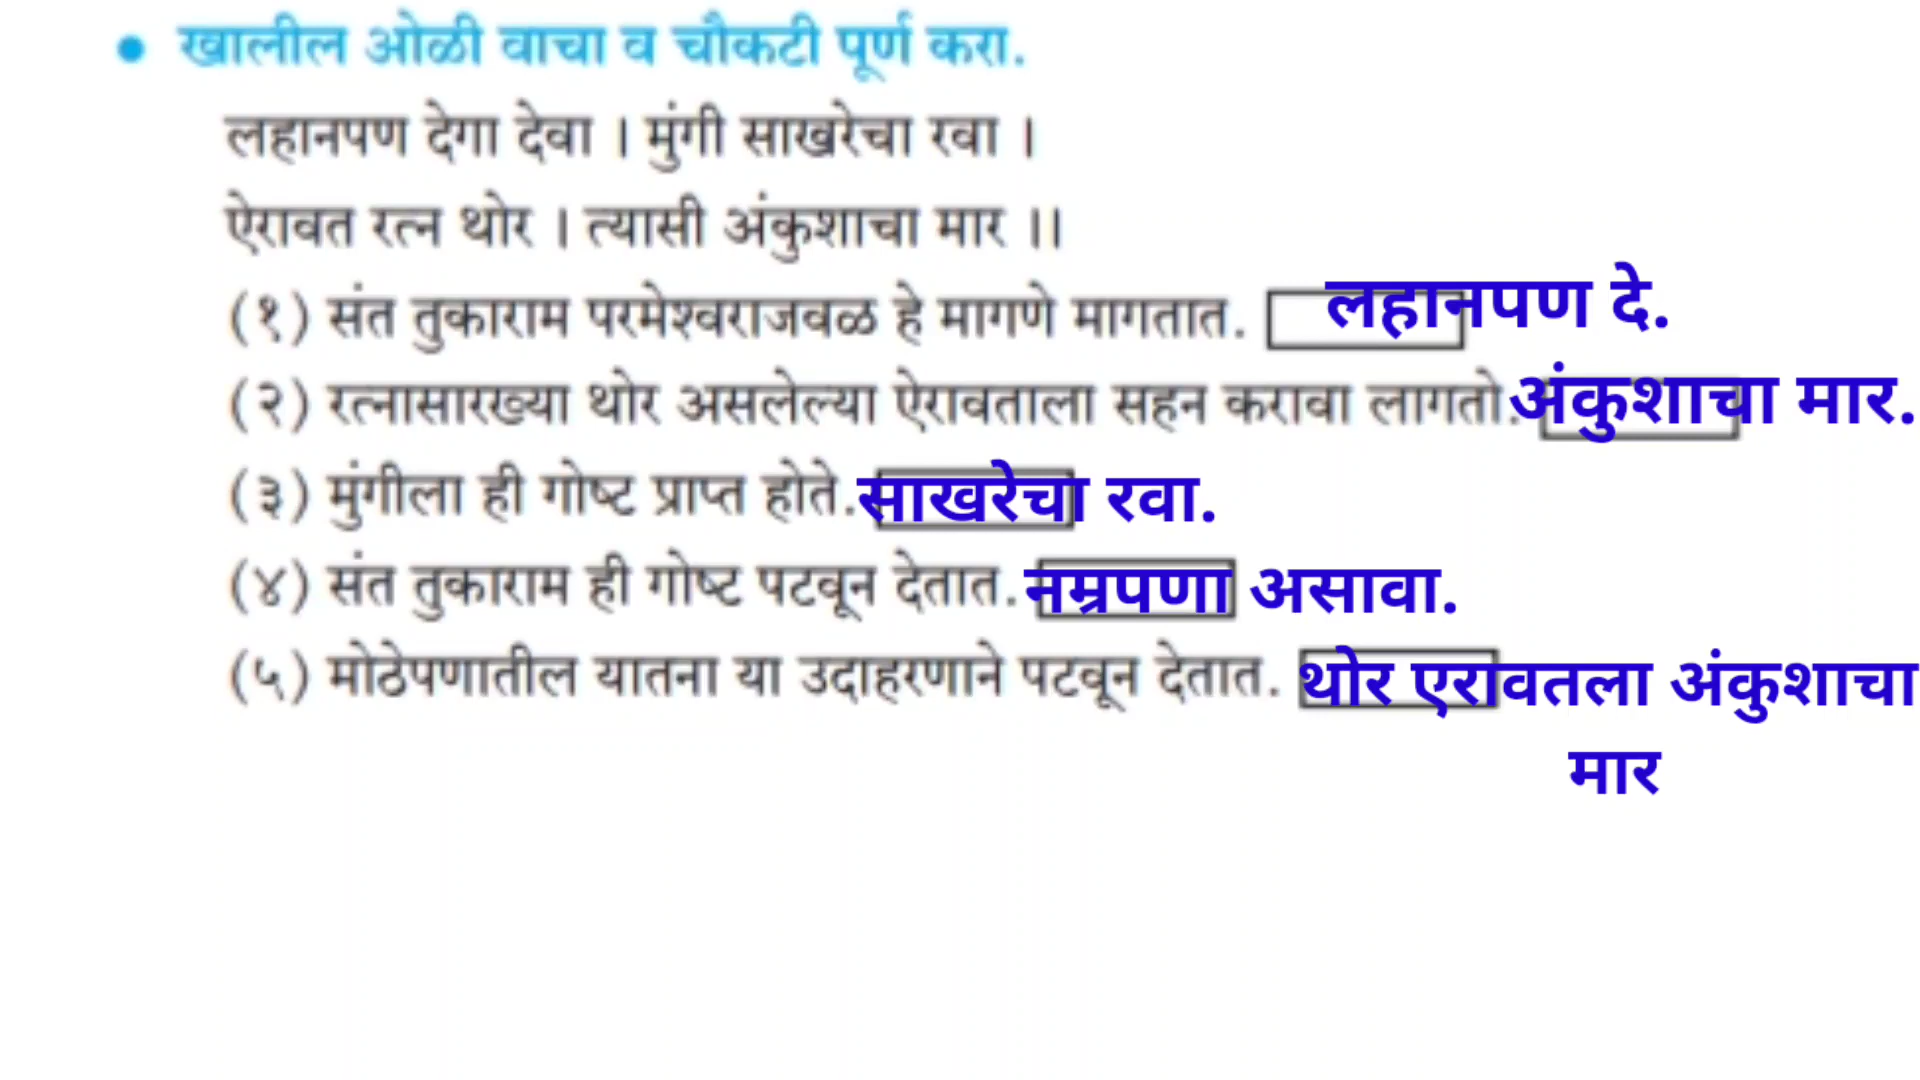 ● खालील ओळी वाचा व चौकटी पूर्ण करा.
लहानपण देगा देवा । मुंगी साखरेचा रवा ।
ऐरावत रत्न थोर । त्यासी अंकुशाचा मार ।।
(१) संत तुकाराम परमेश्वराजवळ हे मागणे मागतात. लहानपण दे.
(२) रत्नासारख्या थोर असलेल्या ऐरावताला सहन करावा लागतो. अंकुशाचा मार.
(३) मुंगीला ही गोष्ट प्राप्त होते. साखरेचा रवा.
(४) संत तुकाराम ही गोष्ट पटवून देतात. नम्रपणा असावा.
(५) मोठेपणातील यातना या उदाहरणाने पटवून देतात. थोर एरावतला अंकुशाचा
मार